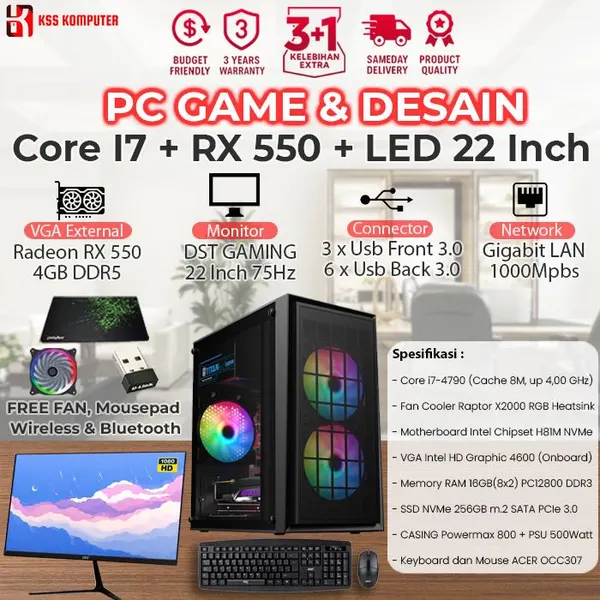 KSS KOMPUTER
BUDGET
FRIENDLY
3
3 YEARS
WARRANTY
3+1
KELEBIHAN
EXTRA
SAMEDAY
DELIVERY
PRODUCT
QUALITY
PC GAME & DESAIN
Core I7 + RX 550 + LED 22 Inch
VGA External
Radeon RX 550
4GB DDR5
Monitor
DST GAMING
22 Inch 75Hz
Connector
3 x Usb Front 3.0
6 x Usb Back 3.0
Network
Gigabit LAN
1000Mpbs
FREE FAN, Mousepad
Wireless & Bluetooth
1080
HD
Spesifikasi :
- Core i7-4790 (Cache 8M, up 4,00 GHz)
- Fan Cooler Raptor X2000 RGB Heatsink
- Motherboard Intel Chipset H81M NVMe
- VGA Intel HD Graphic 4600 (Onboard)
- Memory RAM 16GB(8x2) PC12800 DDR3
- SSD NVMe 256GB m.2 SATA PCIe 3.0
- CASING Powermax 800 + PSU 500Watt
- Keyboard dan Mouse ACER OCC307